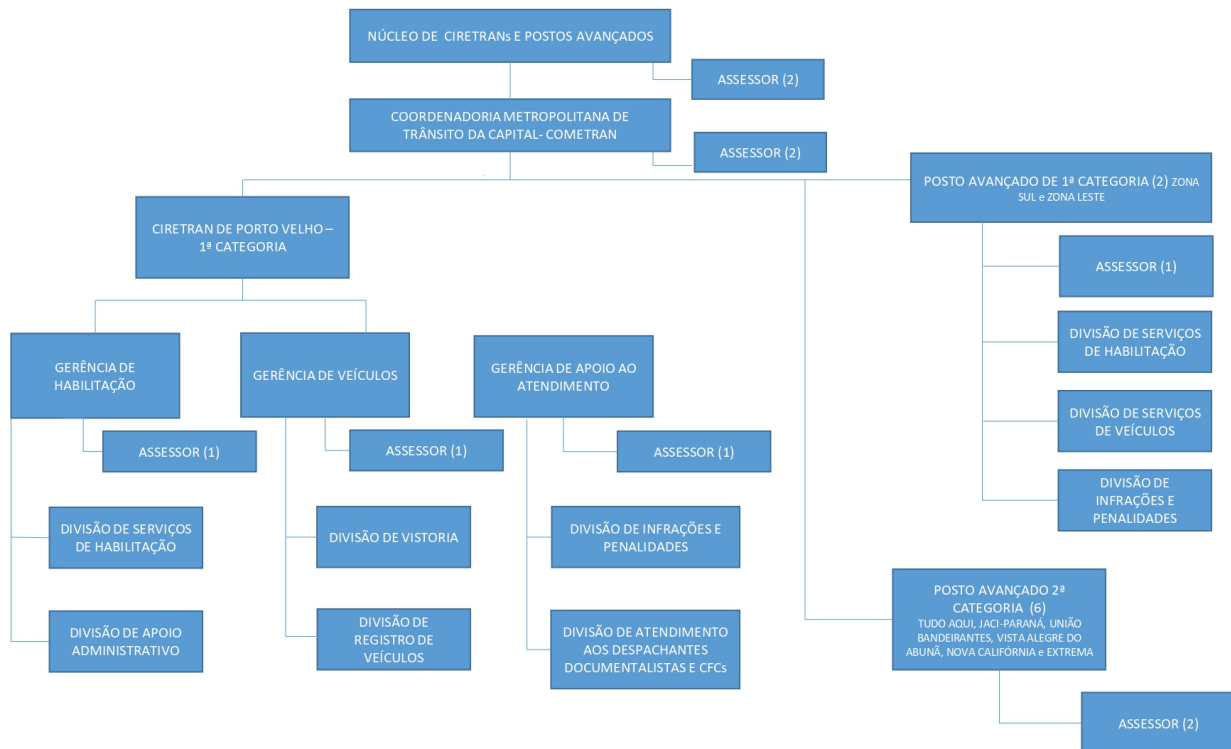 NÚCLEO DE CIRETRANs E POSTOS AVANÇADOS
ASSESSOR (2)
COORDENADORIA METROPOLITANA DE
TRÂNSITO DA CAPITAL- COMETRAN
ASSESSOR (2)
POSTO AVANÇADO DE 1ª CATEGORIA (2) ZONA
SUL e ZONA LESTE
CIRETRAN DE PORTO VELHO –
1ª CATEGORIA
ASSESSOR (1)
DIVISÃO DE SERVIÇOS
DE HABILITAÇÃO
DIVISÃO DE SERVIÇOS
DE VEÍCULOS
DIVISÃO DE
INFRAÇÕES E
PENALIDADES
GERÊNCIA DE
HABILITAÇÃO
GERÊNCIA DE VEÍCULOS
GERÊNCIA DE APOIO AO
ATENDIMENTO
ASSESSOR (1)
ASSESSOR (1)
ASSESSOR (1)
DIVISÃO DE SERVIÇOS
DE HABILITAÇÃO
DIVISÃO DE VISTORIA
DIVISÃO DE INFRAÇÕES E
PENALIDADES
DIVISÃO DE APOIO
ADMINISTRATIVO
DIVISÃO DE
REGISTRO DE
VEÍCULOS
DIVISÃO DE ATENDIMENTO
AOS DESPACHANTES
DOCUMENTALISTAS E CFCs
POSTO AVANÇADO 2ª
CATEGORIA (6)
TUDO AQUI, JACI-PARANÁ, UNIÃO
BANDEIRANTES, VISTA ALEGRE DO
ABUNÃ, NOVA CALIFÓRNIA e EXTREMA
ASSESSOR (2)